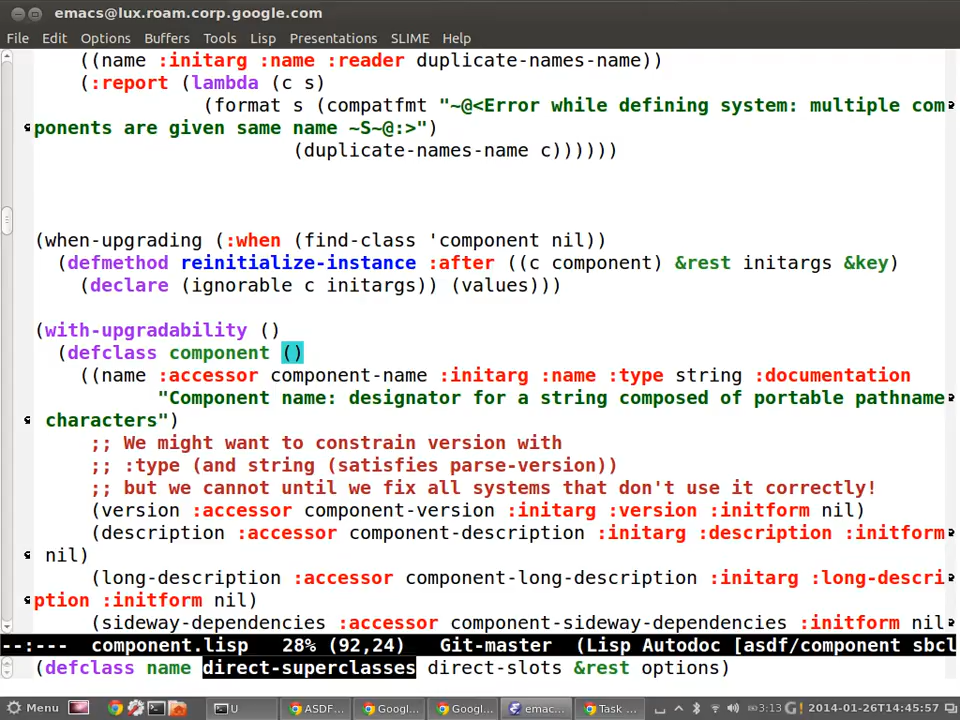 emacs@lux.roam.corp.google.com
File Edit Options Buffers Tools Lisp Presentations SLIME Help
((name :initarg :name :reader duplicate-names-name))
(:report (lambda (c s)
(format s (compatfmt "~@<Error while defining system: multiple com
ponents are given same name ~S~@:>")
(duplicate-names-name c))))))
(when-upgrading (:when (find-class 'component nil))
(defmethod reinitialize-instance :after ((c component) &rest initargs &key)
(declare (ignorable c initargs)) (values)))
(with-upgradability ()
(defclass component ()
((name :accessor component-name :initarg :name :type string :documentation
"Component name: designator for a string composed of portable pathname
characters")
;; We might want to constrain version with
;; :type (and string (satisfies parse-version))
;; but we cannot until we fix all systems that don't use it correctly!
(version :accessor component-version :initarg :version :initform nil)
(description :accessor component-description :initarg :description :initform
nil)
(long-description :accessor component-long-description :initarg :long-descri
ption :initform nil)
(sideway-dependencies :accessor component-sideway-dependencies :initform nil
--:--- component.lisp 28% (92,24) Git-master (Lisp Autodoc [asdf/component sbcl
(defclass name direct-superclasses direct-slots &rest options)
Menu U ASDF... Googl... Googl... emac... Task ... 3:13 2014-01-26T14:45:57